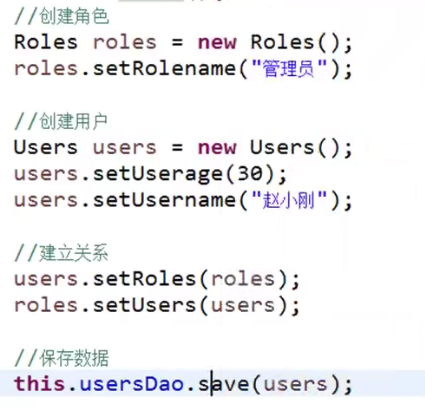 //创建角色
Roles roles = new Roles();
roles.setRolename("管理员");
//创建用户
Users users = new Users();
users.setUserage(30);
users.setUsername("赵小刚");
//建立关系
users.setRoles(roles);
roles.setUsers(users);
//保存数据
this.usersDao.save(users);